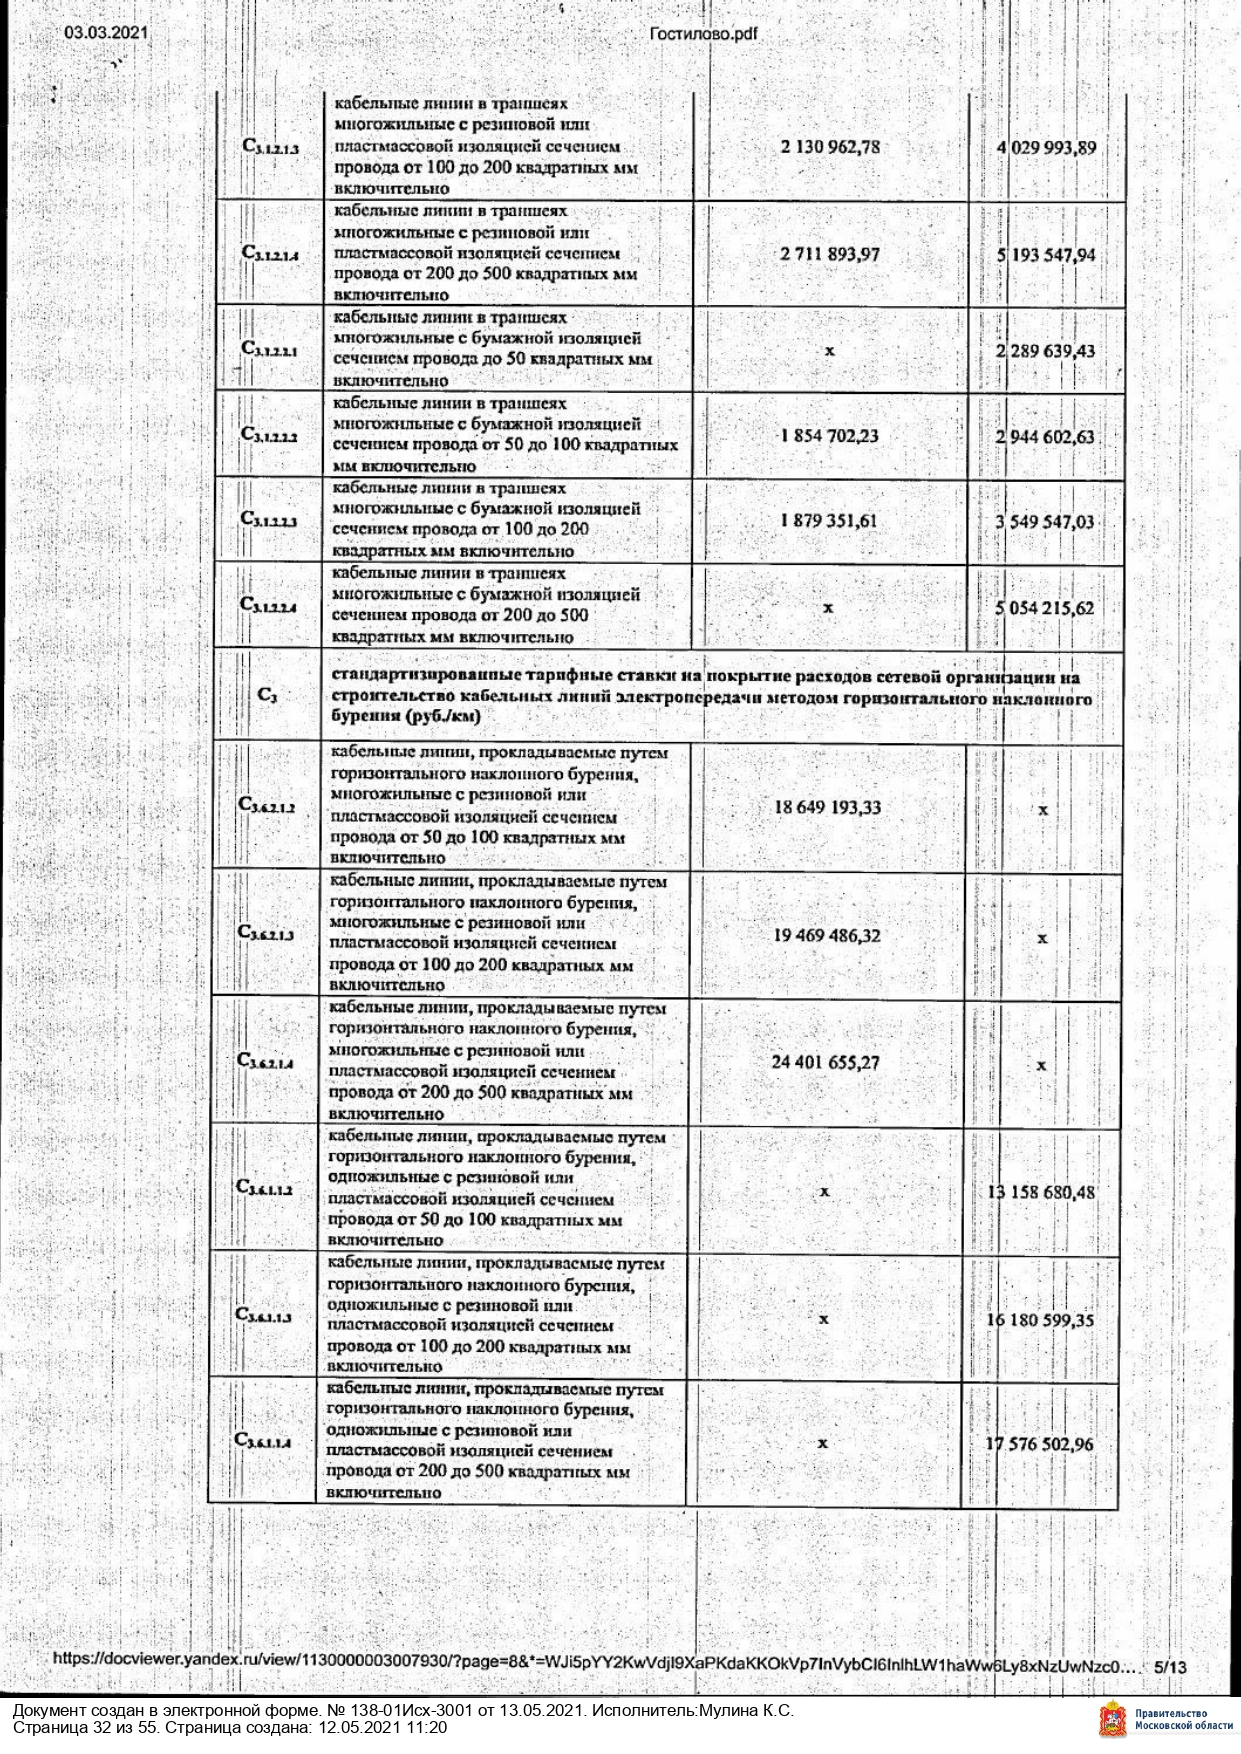 03.03.2021
Гостилово.pdf
C3.1.2.1.3
кабельные линии в траншеях
многожильные с резиновой или
пластмассовой изоляцией сечением
провода от 100 до 200 квадратных мм
включительно
2 130 962,78
4 029 993,89
C3.1.2.1.4
кабельные линии в траншеях
многожильные с резиновой или
пластмассовой изоляцией сечением
провода от 200 до 500 квадратных мм
включительно
2 711 893,97
5 193 547,94
C3.1.2.2.1
кабельные линии в траншеях
многожильные с бумажной изоляцией
сечением провода до 50 квадратных мм
включительно
х
2 289 639,43
C3.1.2.2.2
кабельные линии в траншеях
многожильные с бумажной изоляцией
сечением провода от 50 до 100 квадратных
мм включительно
1 854 702,23
2 944 602,63
C3.1.2.2.3
кабельные линии в траншеях
многожильные с бумажной изоляцией
сечением провода от 100 до 200
квадратных мм включительно
1 879 351,61
3 549 547,03
C3.1.2.2.4
кабельные линии в траншеях
многожильные с бумажной изоляцией
сечением провода от 200 до 500
квадратных мм включительно
х
5 054 215,62
C3
стандартизированные тарифные ставки на покрытие расходов сетевой организации на
строительство кабельных линий электропередачи методом горизонтального наклонного
бурения (руб./км)
C3.6.2.1.2
кабельные линии, прокладываемые путем
горизонтального наклонного бурения,
многожильные с резиновой или
пластмассовой изоляцией сечением
провода от 50 до 100 квадратных мм
включительно
18 649 193,33
х
C3.6.2.1.3
кабельные линии, прокладываемые путем
горизонтального наклонного бурения,
многожильные с резиновой или
пластмассовой изоляцией сечением
провода от 100 до 200 квадратных мм
включительно
19 469 486,32
х
C3.6.2.1.4
кабельные линии, прокладываемые путем
горизонтального наклонного бурения,
многожильные с резиновой или
пластмассовой изоляцией сечением
провода от 200 до 500 квадратных мм
включительно
24 401 655,27
х
C3.6.1.1.2
кабельные линии, прокладываемые путем
горизонтального наклонного бурения,
одножильные с резиновой или
пластмассовой изоляцией сечением
провода от 50 до 100 квадратных мм
включительно
х
13 158 680,48
C3.6.1.1.3
кабельные линии, прокладываемые путем
горизонтального наклонного бурения,
одножильные с резиновой или
пластмассовой изоляцией сечением
провода от 100 до 200 квадратных мм
включительно
х
16 180 599,35
C3.6.1.1.4
кабельные линии, прокладываемые путем
горизонтального наклонного бурения,
одножильные с резиновой или
пластмассовой изоляцией сечением
провода от 200 до 500 квадратных мм
включительно
х
17 576 502,96
https://docviewer.yandex.ru/view/1130000003007930/?page=8&*=WJi5pYY2KwVdjI9XaPKdaKKOkVp7InVybCI6InlhLW1haWw6Ly8xNzUwNzc0.... 5/13
Документ создан в электронной форме. № 138-01Исх-3001 от 13.05.2021. Исполнитель:Мулина К.С.
Страница 32 из 55. Страница создана: 12.05.2021 11:20
Правительство
Московской области